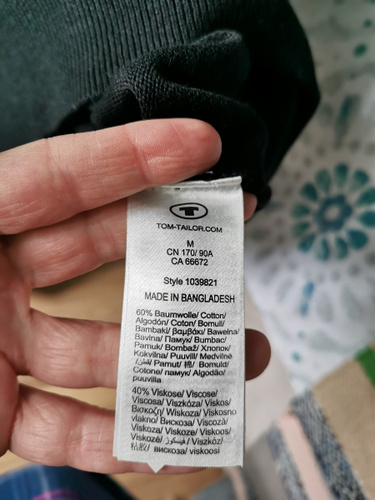 T
TOM-TAILOR.COM
M
CN 170/ 90A
CA 66672
Style 1039821
MADE IN BANGLADESH
60% Baumwolle/ Cotton/
Algodón/ Coton/ Bomull/
Bambaki/ βαμβάκι/ Bawełna/
Bavlna/ Памук/ Bumbac/
Pamuk/ Bombaž/ Хлопок/
Kokvilna/ Puuvill/ Medvilnė
/ Pamut/ 棉/ Bomuld/
Cotone/ памук/ Algodão/
puuvilla
40% Viskose/ Viscose/
Viscosa/ Viszkóza/ Viskos/
Βισκόζη/ Wiskoza/ Viskosno
vlakno/ Вискоза/ Viscoză/
Viskoza/ Viskoze/ Viskoos/
Viskozė/ فيسكوز/ Viszkóz/
/ вискоза/ viskoosi